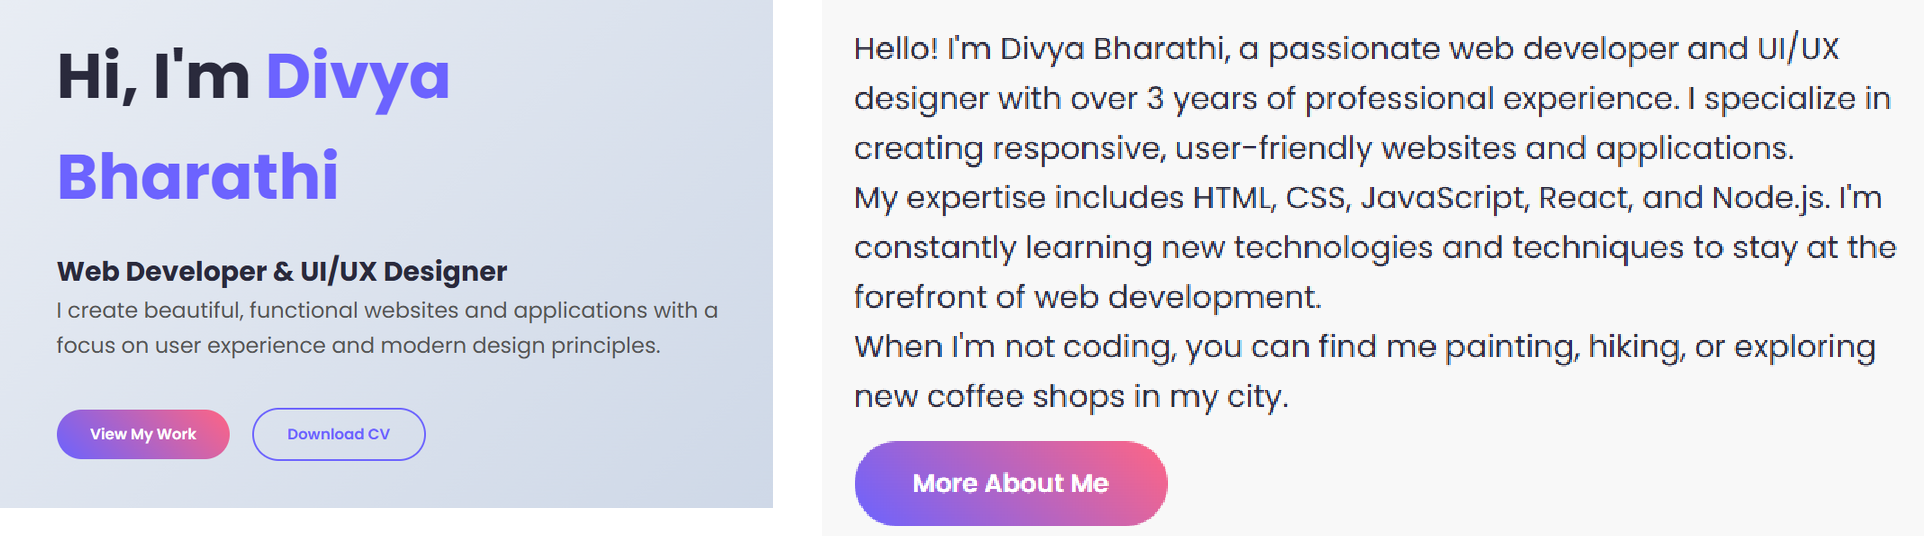 Hi, I'm Divya
Bharathi
Web Developer & UI/UX Designer
I create beautiful, functional websites and applications with a
focus on user experience and modern design principles.
View My Work
Download CV
Hello! I'm Divya Bharathi, a passionate web developer and UI/UX
designer with over 3 years of professional experience. I specialize in
creating responsive, user-friendly websites and applications.
My expertise includes HTML, CSS, JavaScript, React, and Node.js. I'm
constantly learning new technologies and techniques to stay at the
forefront of web development.
When I'm not coding, you can find me painting, hiking, or exploring
new coffee shops in my city.
More About Me